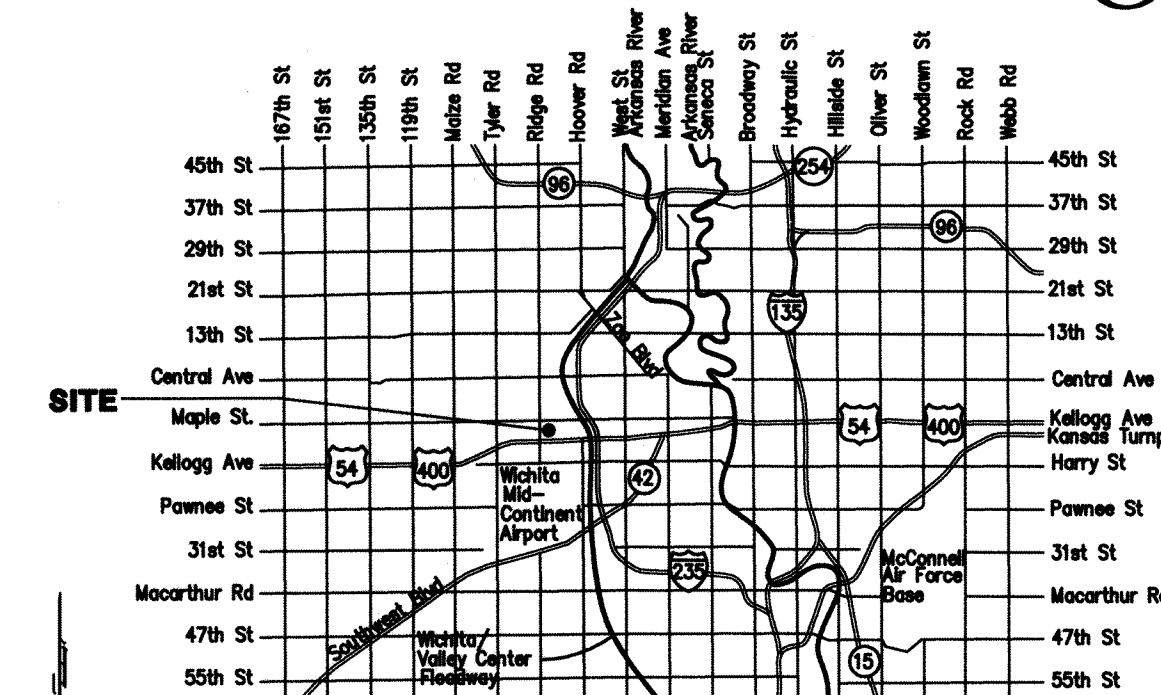 167th St
151st St
135th St
119th St
Maize Rd
Tyler Rd
Ridge Rd
Hoover Rd
West St
Arkansas River
Meridian Ave
Arkansas River
Seneca St
Broadway St
Hydraulic St
Hillside St
Oliver St
Woodlawn St
Rock Rd
Webb Rd
45th St
254
45th St
96
37th St
37th St
96
29th St
29th St
21st St
21st St
135
13th St
Zoo Blvd
13th St
Central Ave
Central Ave
SITE
Maple St.
54
400
Kellogg Ave
Kansas Turnp
Kellogg Ave
54
400
Wichita
Mid-
Continent
Airport
42
Harry St
Pawnee St
Pawnee St
31st St
235
McConnell
Air Force
Base
31st St
Macarthur Rd
Macarthur R
Southwest Blvd
47th St
Wichita/
Valley Center
Floodway
47th St
15
55th St
55th St